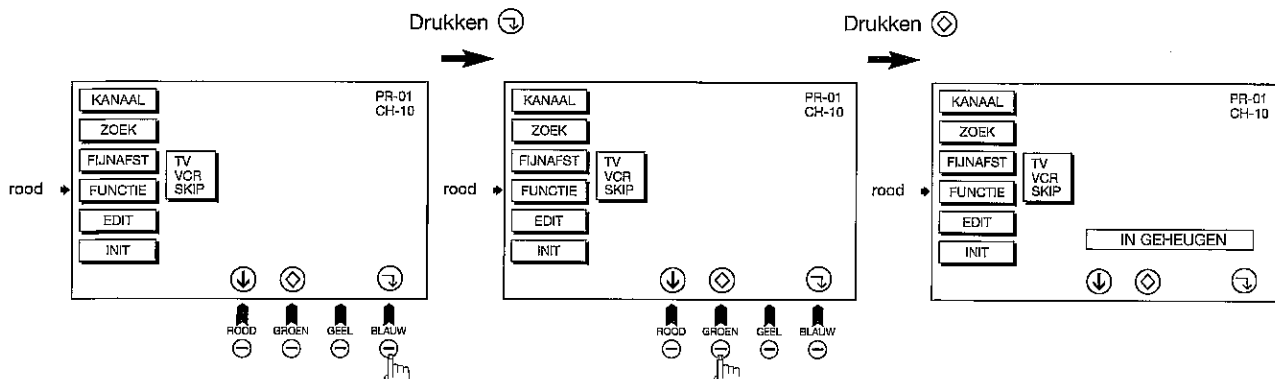 Drukken
Drukken
KANAAL
ZOEK
FIJNAFST
FUNCTIE
EDIT
INIT
TV
VCR
SKIP
PR-01
CH-10
rood
ROOD GROEN GEEL BLAUW
KANAAL
ZOEK
FIJNAFST
FUNCTIE
EDIT
INIT
TV
VCR
SKIP
PR-01
CH-10
rood
ROOD GROEN GEEL BLAUW
KANAAL
ZOEK
FIJNAFST
FUNCTIE
EDIT
INIT
TV
VCR
SKIP
PR-01
CH-10
rood
IN GEHEUGEN